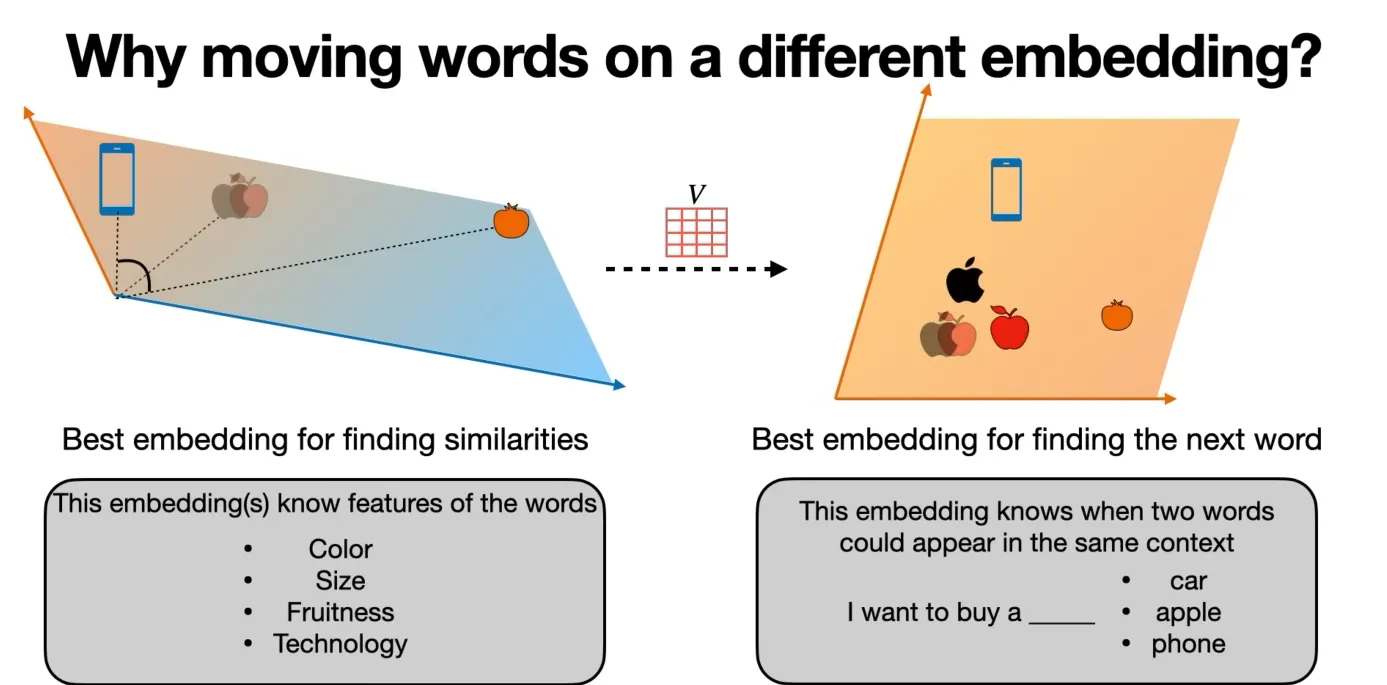 Why moving words on a different embedding?
V
Best embedding for finding similarities
Best embedding for finding the next word
This embedding(s) know features of the words
• Color
• Size
• Fruitness
• Technology
This embedding knows when two words
could appear in the same context
I want to buy a _____
• car
• apple
• phone